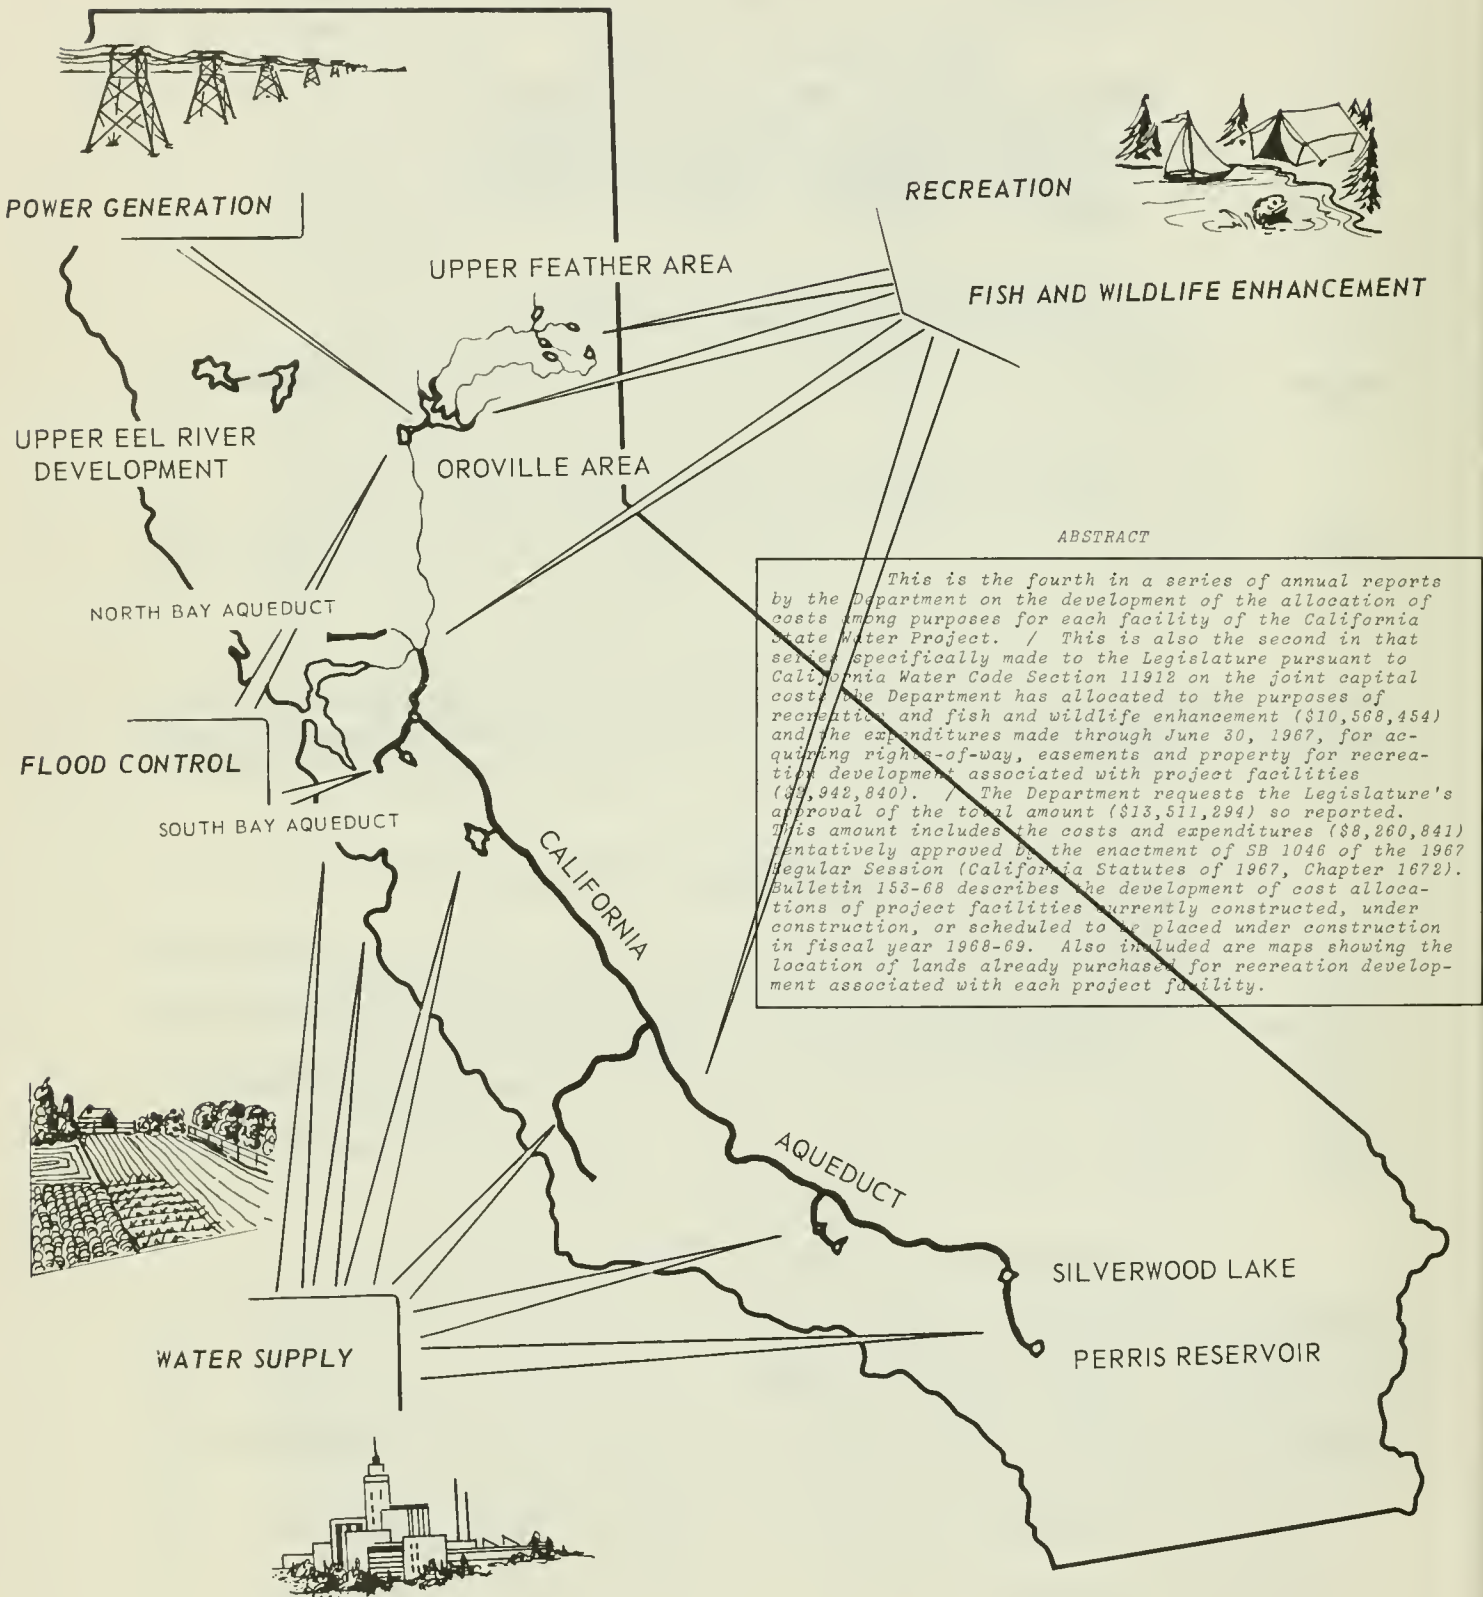 POWER GENERATION
RECREATION
FISH AND WILDLIFE ENHANCEMENT
UPPER FEATHER AREA
UPPER EEL RIVER
DEVELOPMENT
OROVILLE AREA
NORTH BAY AQUEDUCT
FLOOD CONTROL
SOUTH BAY AQUEDUCT
CALIFORNIA
AQUEDUCT
ABSTRACT
This is the fourth in a series of annual reports
by the Department on the development of the allocation of
costs among purposes for each facility of the California
State Water Project. / This is also the second in that
series specifically made to the Legislature pursuant to
California Water Code Section 11912 on the joint capital
costs the Department has allocated to the purposes of
recreation and fish and wildlife enhancement ($10,568,454)
and the expenditures made through June 30, 1967, for ac-
quiring rights-of-way, easements and property for recrea-
tion development associated with project facilities
($2,942,840). / The Department requests the Legislature's
approval of the total amount ($13,511,294) so reported.
This amount includes the costs and expenditures ($8,260,841)
tentatively approved by the enactment of SB 1046 of the 1967
Regular Session (California Statutes of 1967, Chapter 1672).
Bulletin 153-68 describes the development of cost alloca-
tions of project facilities currently constructed, under
construction, or scheduled to be placed under construction
in fiscal year 1968-69. Also included are maps showing the
location of lands already purchased for recreation develop-
ment associated with each project facility.
SILVERWOOD LAKE
PERRIS RESERVOIR
WATER SUPPLY